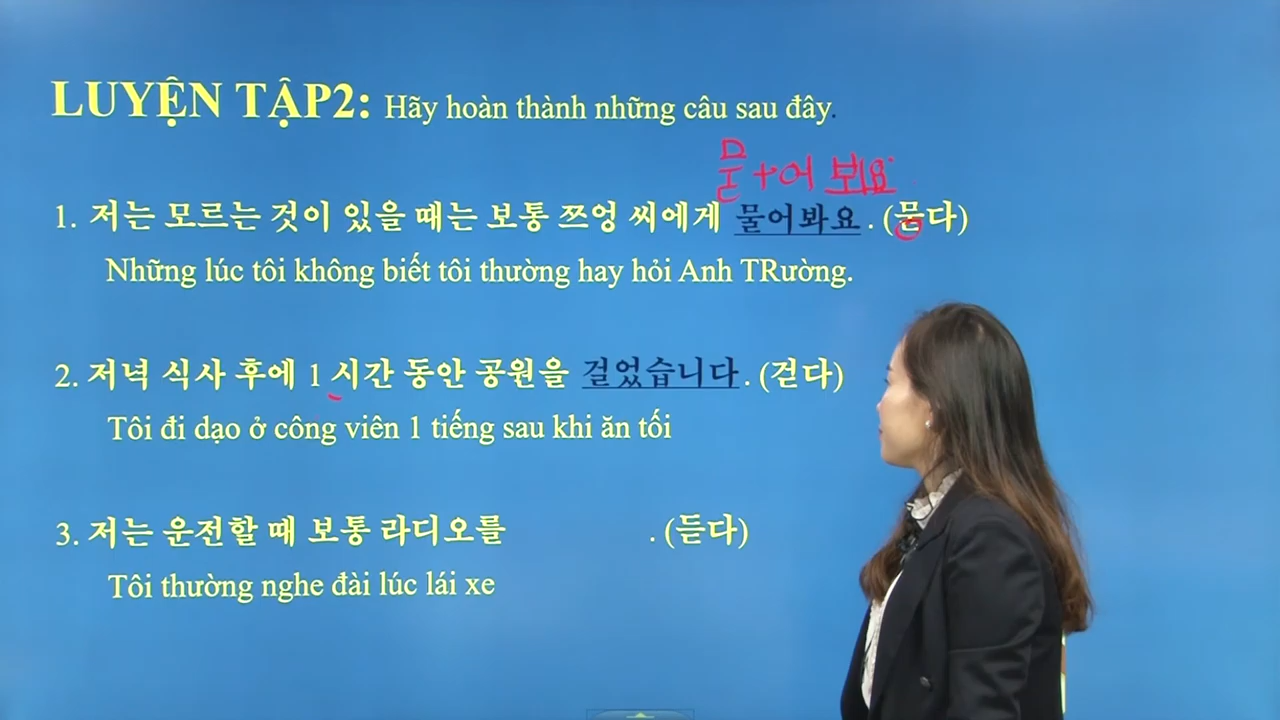 LUYỆN TẬP2: Hãy hoàn thành những câu sau đây.
묻+어 봐요
1. 저는 모르는 것이 있을 때는 보통 쯔엉 씨에게 물어봐요. (묻다)
Những lúc tôi không biết tôi thường hay hỏi Anh TRường.
2. 저녁 식사 후에 1 시간 동안 공원을 걸었습니다. (걷다)
Tôi đi dạo ở công viên 1 tiếng sau khi ăn tối
3. 저는 운전할 때 보통 라디오를 . (듣다)
Tôi thường nghe đài lúc lái xe